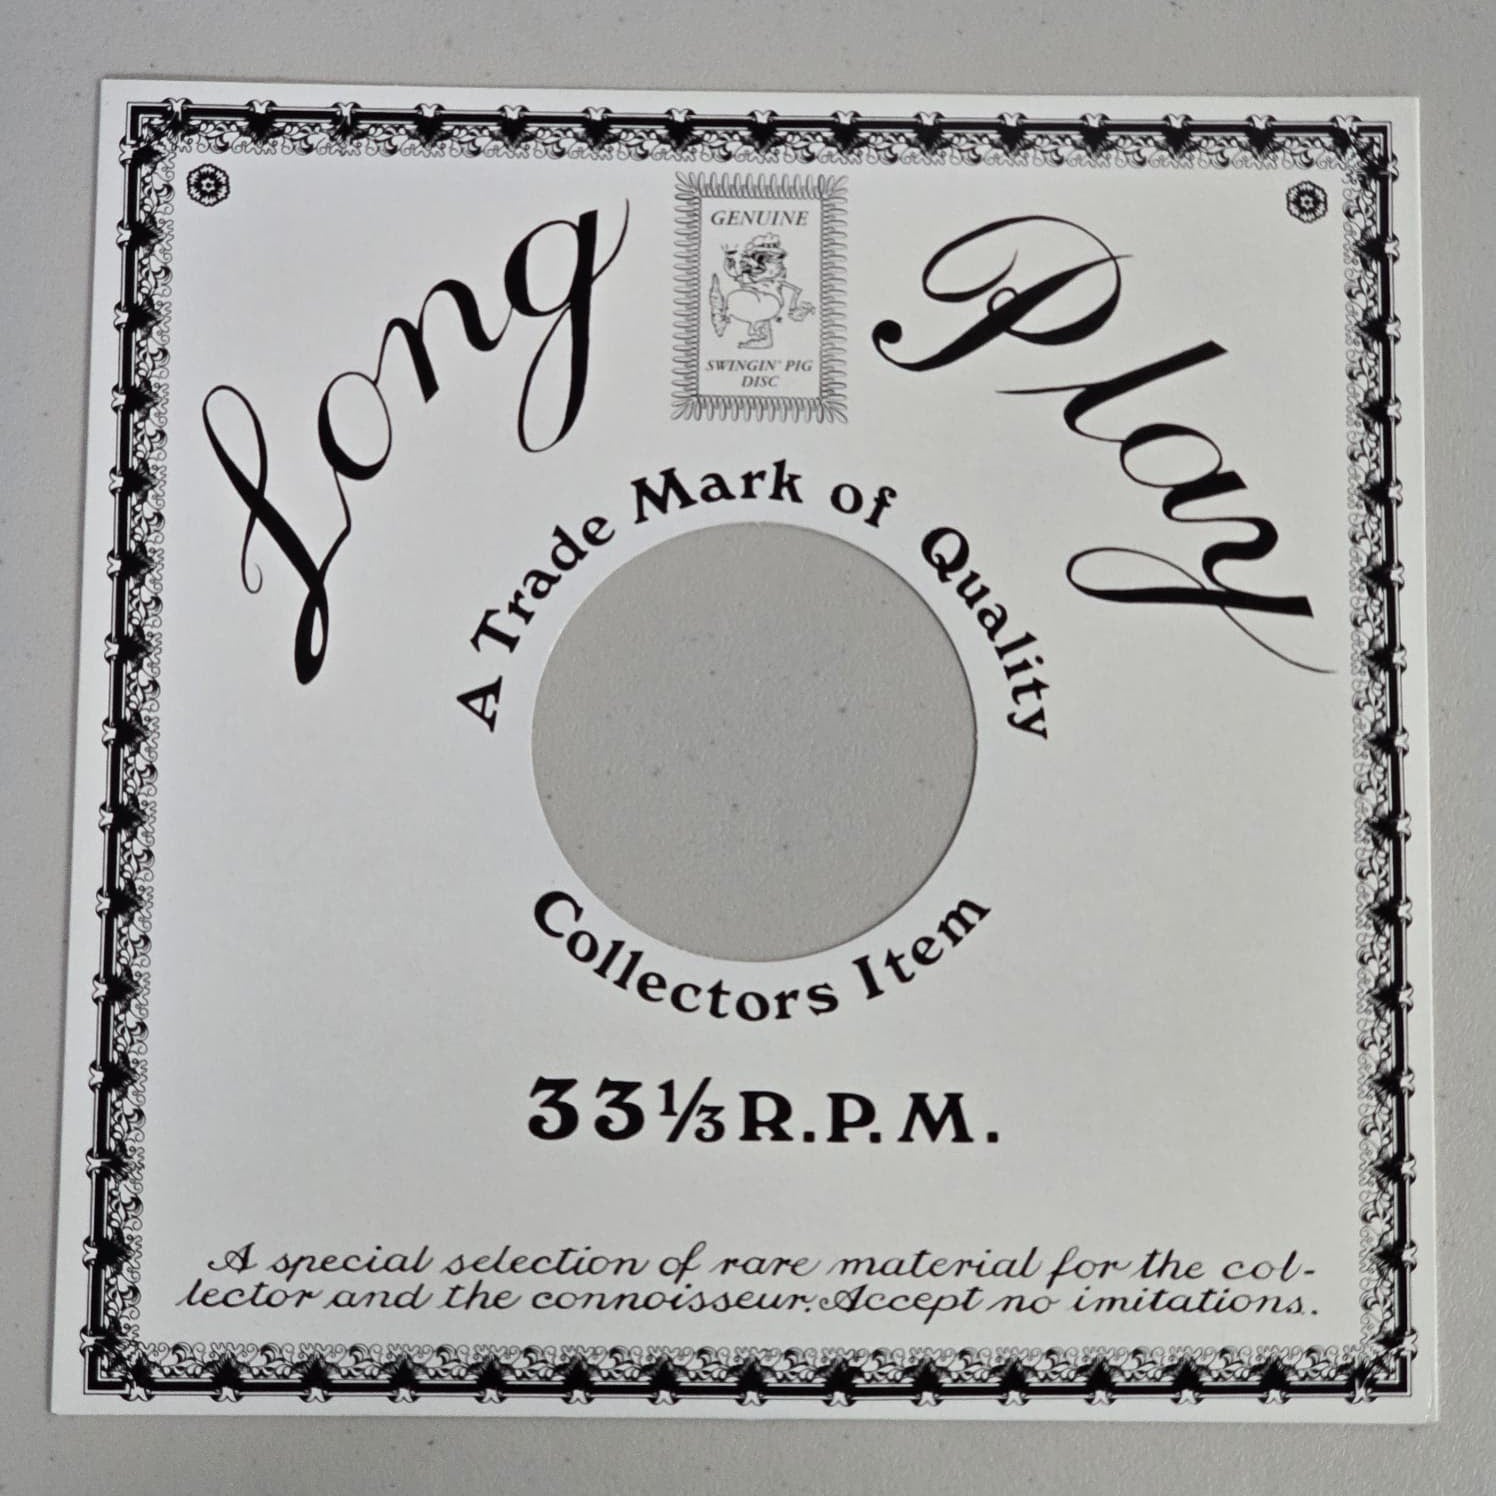 GENUINE
SWINGIN' PIG
DISC
Long Play
A Trade Mark of Quality
Collectors Item
33⅓ R.P.M.
A special selection of rare material for the col-
lector and the connoisseur. Accept no imitations.